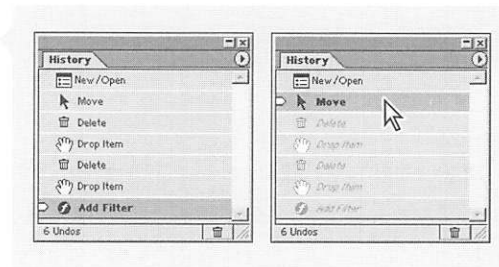 History
New/Open
Move
Delete
Drop Item
Delete
Drop Item
Add Filter
6 Undos
History
New/Open
Move
Delete
Drop Item
Delete
Drop Item
Add Filter
6 Undos